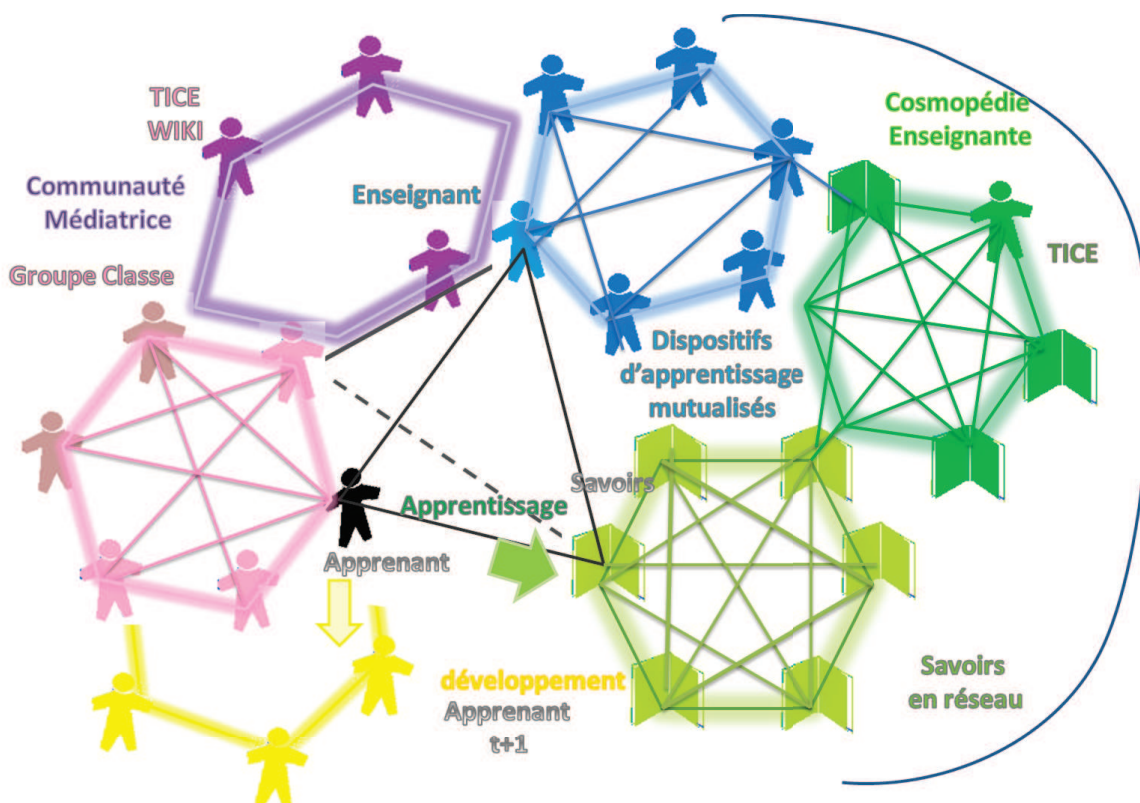 TICE
WIKI
Cosmopédie
Enseignante
Communauté
Médiatrice
Enseignant
TICE
Groupe Classe
Dispositifs
d'apprentissage
mutualisés
Savoirs
Apprentissage
Apprenant
Savoirs
en réseau
développement
Apprenant
t+1